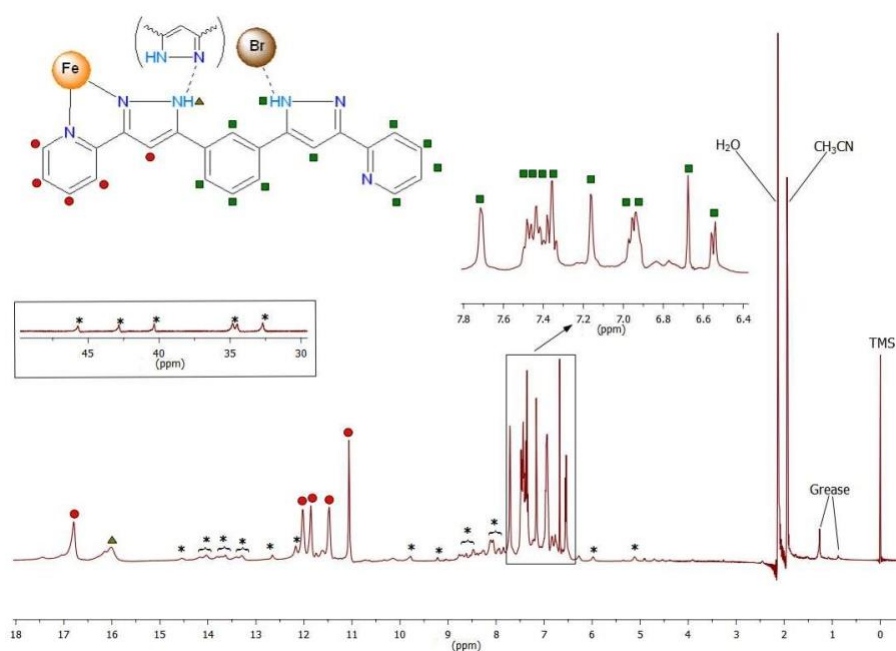 Fe
Br
HN
N
N
NH
HN
N
N
N
H₂O
CH₃CN
7.8 7.6 7.4 7.2 7.0 6.8 6.6 6.4
(ppm)
45 40 35 30
(ppm)
TMS
Grease
* * * * * *
* * * * * * * * * * *
18 17 16 15 14 13 12 11 10 9 8 7 6 5 4 3 2 1 0
(ppm)